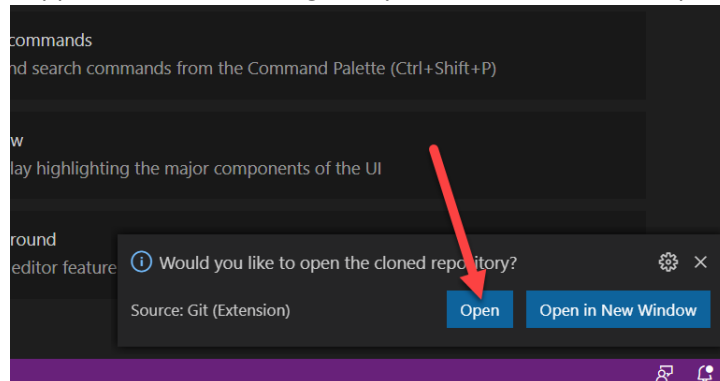 commands
nd search commands from the Command Palette (Ctrl+Shift+P)
w
lay highlighting the major components of the UI
round
editor feature
Would you like to open the cloned repository?
Source: Git (Extension)
Open
Open in New Window